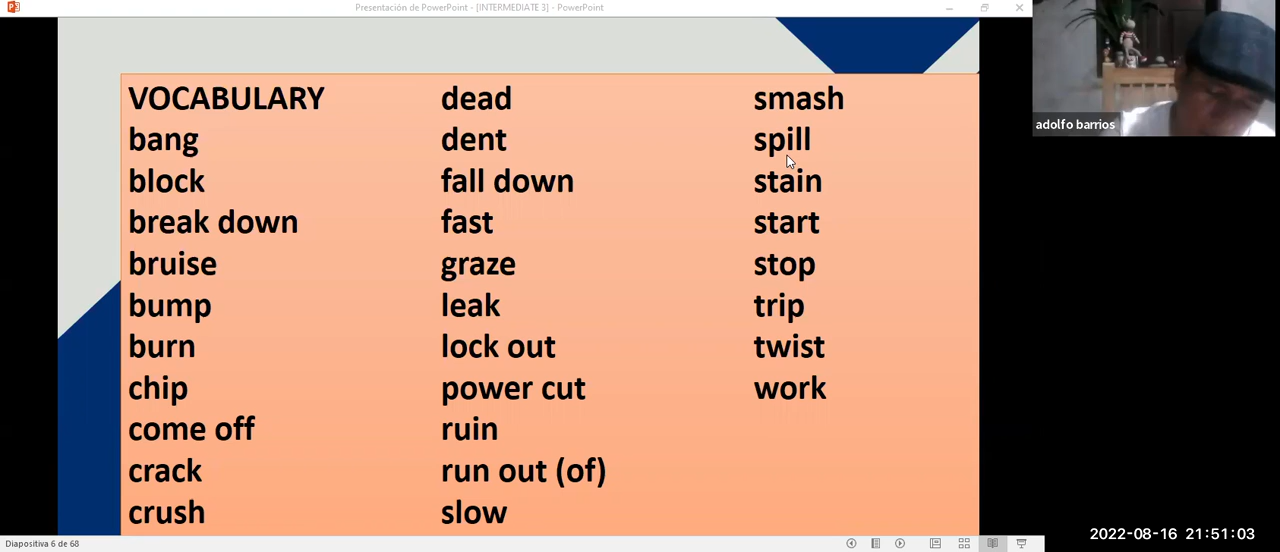 Presentación de PowerPoint - [INTERMEDIATE 3] - PowerPoint
adolfo barrios
VOCABULARY
bang
block
break down
bruise
bump
burn
chip
come off
crack
crush
dead
dent
fall down
fast
graze
leak
lock out
power cut
ruin
run out (of)
slow
smash
spill
stain
start
stop
trip
twist
work
Diapositiva 6 de 68
2022-08-16 21:51:03